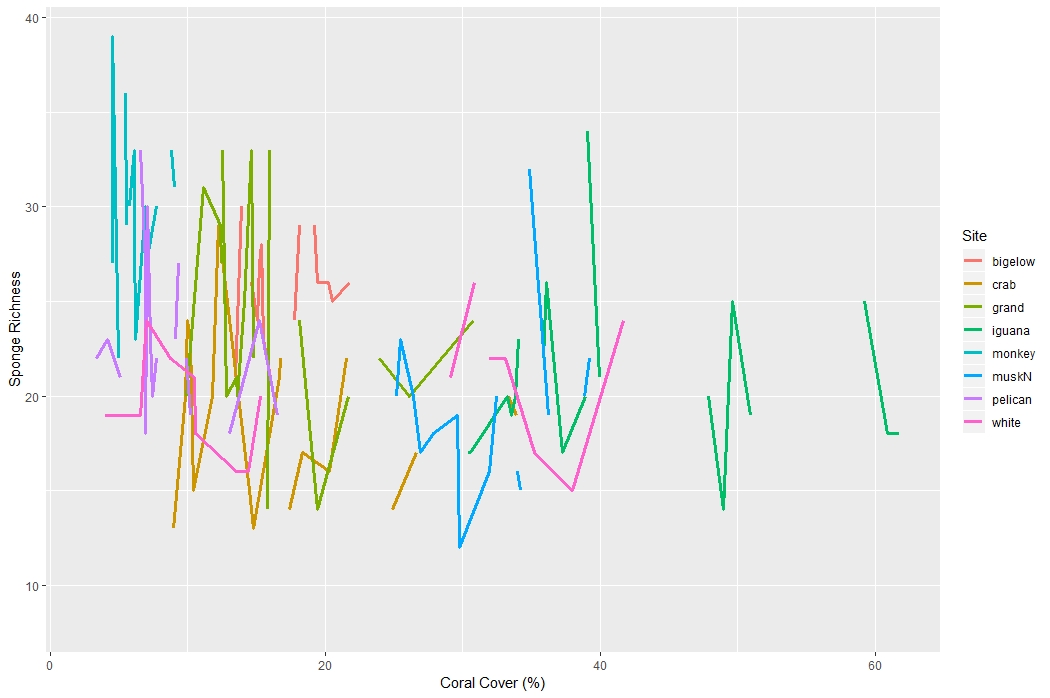 40
30
20
10
0
20
40
60
Coral Cover (%)
Sponge Richness
Site
bigelow
crab
grand
iguana
monkey
muskN
pelican
white